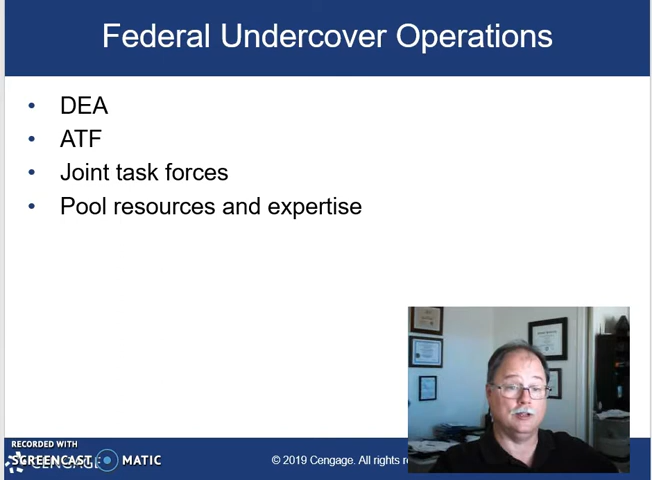 Federal Undercover Operations
• DEA
• ATF
• Joint task forces
• Pool resources and expertise
RECORDED WITH
SCREENCAST MATIC
CENGAGE
© 2019 Cengage. All rights